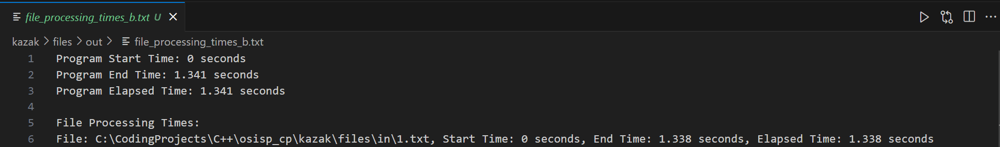 file_processing_times_b.txt U
kazak > files > out > file_processing_times_b.txt
1 Program Start Time: 0 seconds
2 Program End Time: 1.341 seconds
3 Program Elapsed Time: 1.341 seconds
4
5 File Processing Times:
6 File: C:\CodingProjects\C++\osisp_cp\kazak\files\in\1.txt, Start Time: 0 seconds, End Time: 1.338 seconds, Elapsed Time: 1.338 seconds